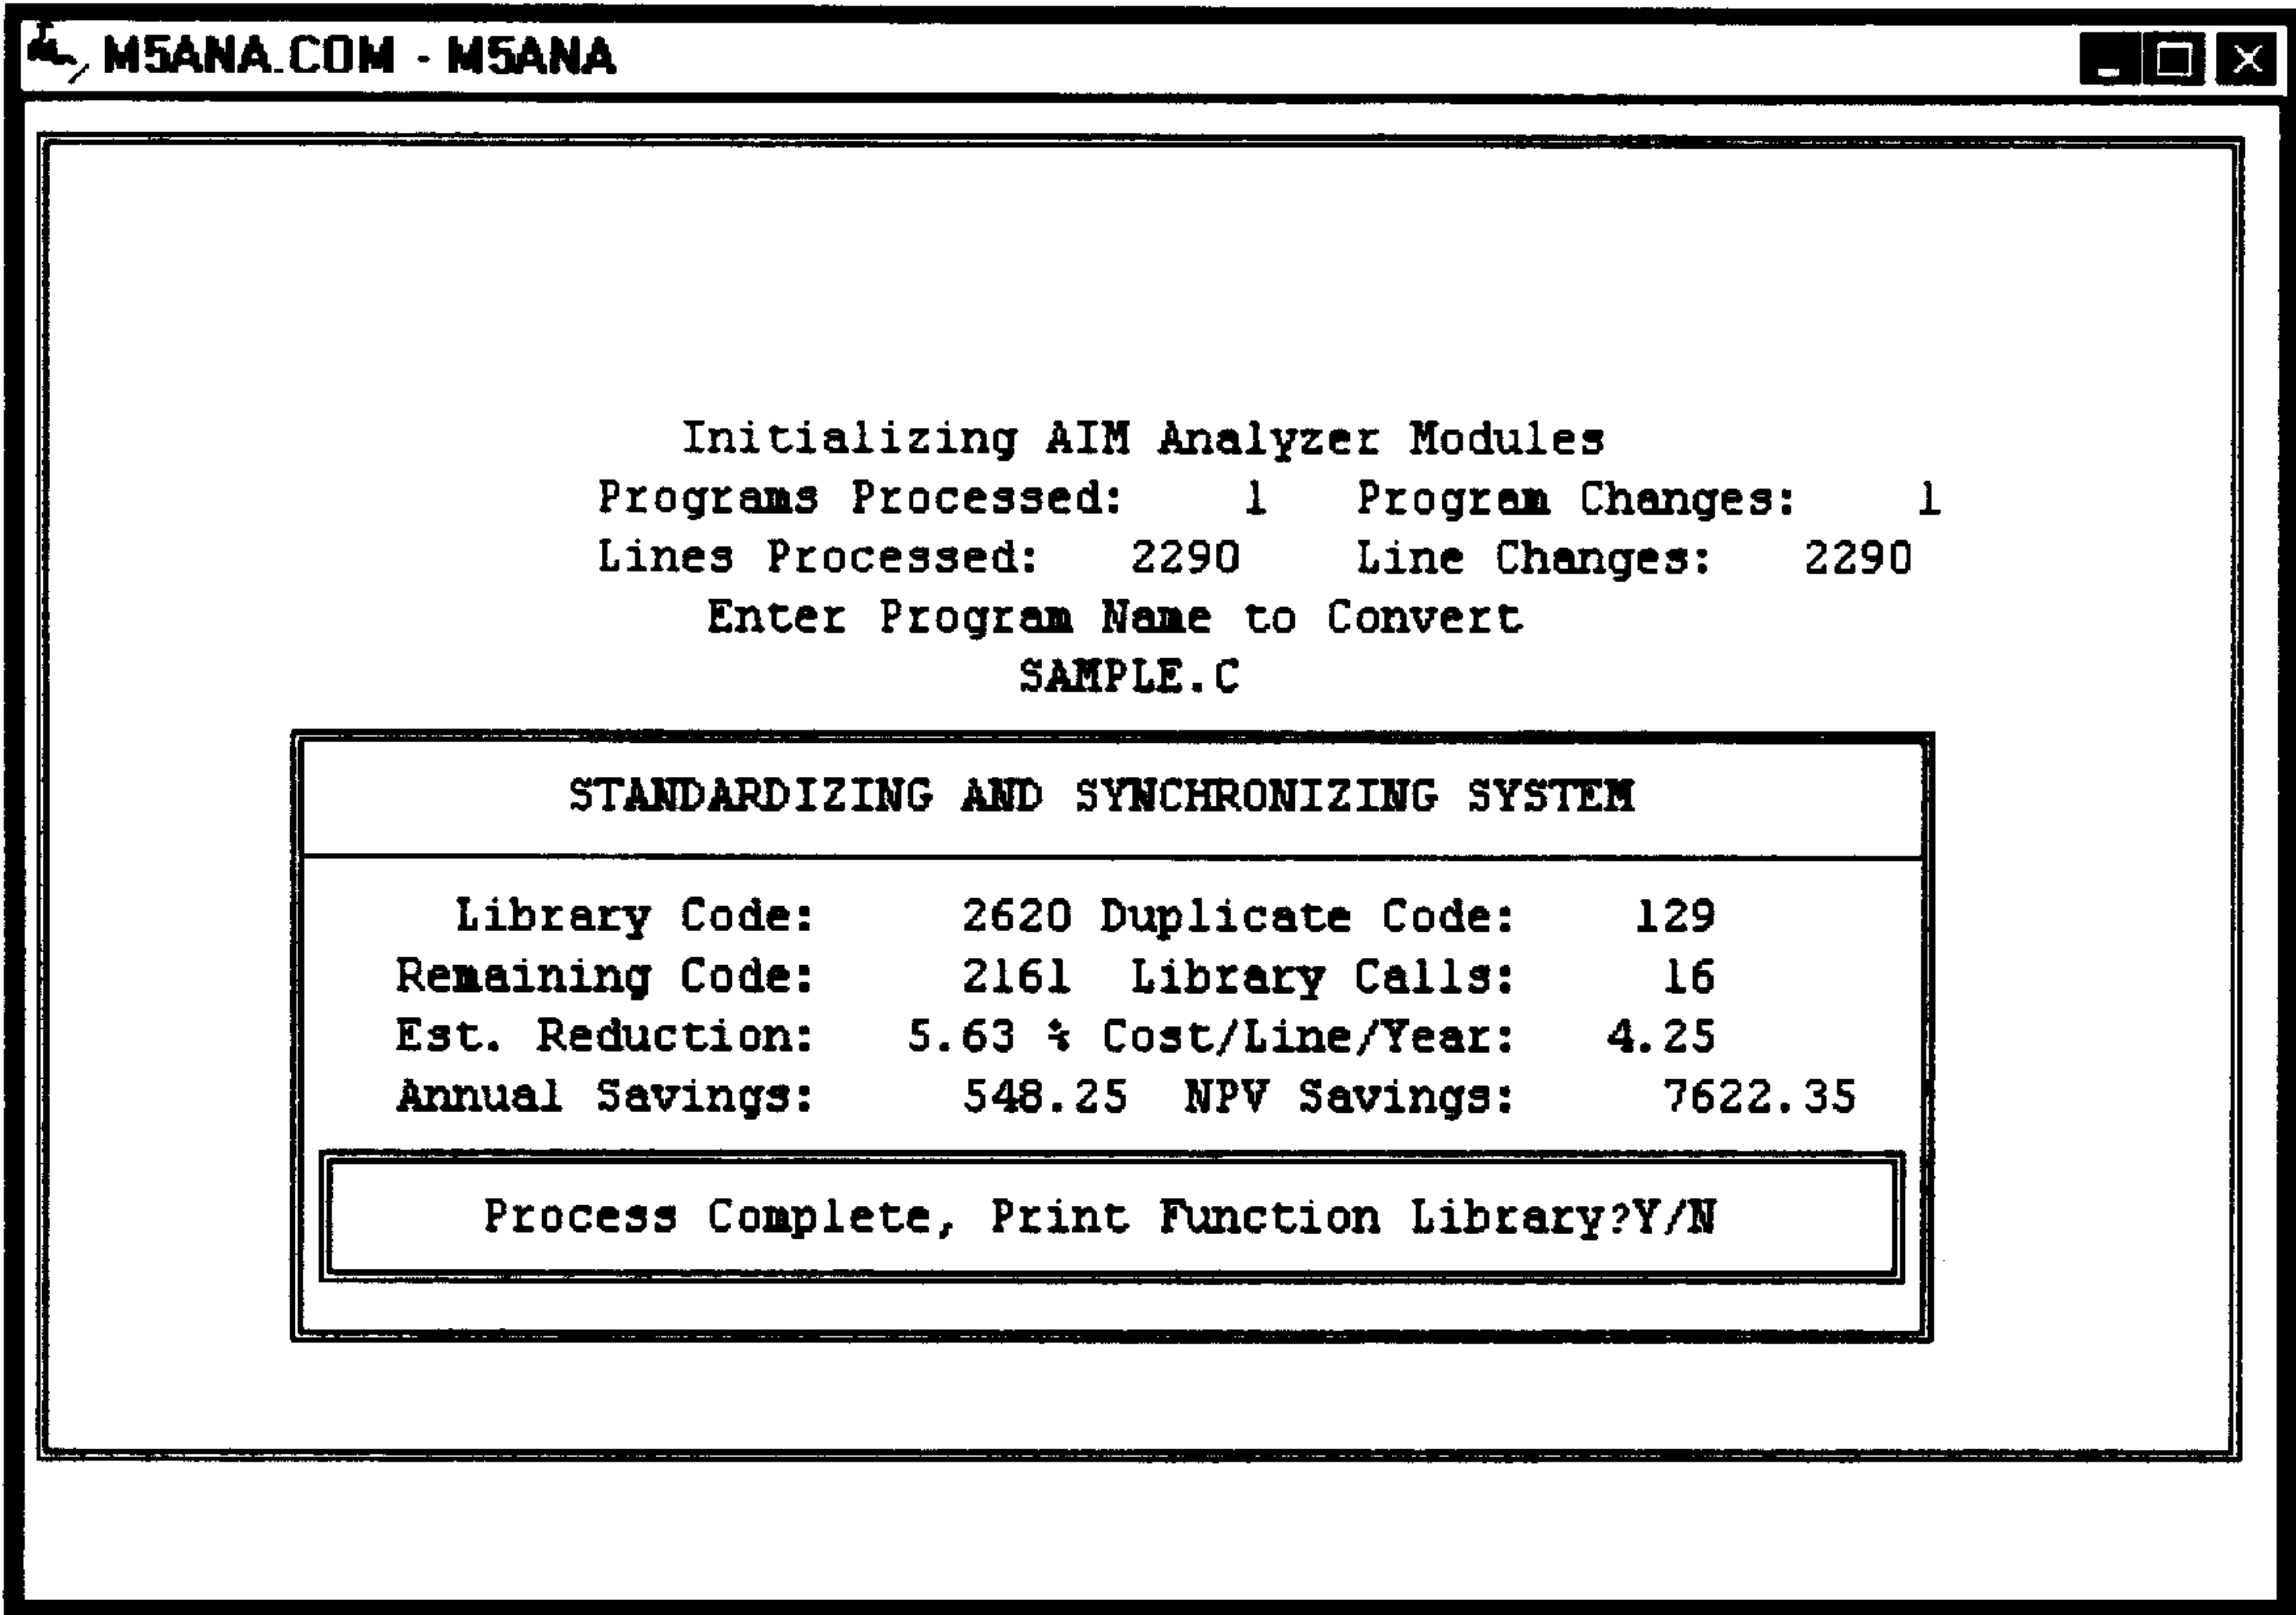 M5ANA.COM - M5ANA
Initializing AIM Analyzer Modules
Programs Processed: 1 Program Changes: 1
Lines Processed: 2290 Line Changes: 2290
Enter Program Name to Convert
SAMPLE.C
STANDARDIZING AND SYNCHRONIZING SYSTEM
Library Code: 2620 Duplicate Code: 129
Remaining Code: 2161 Library Calls: 16
Est. Reduction: 5.63 % Cost/Line/Year: 4.25
Annual Savings: 548.25 NPV Savings: 7622.35
Process Complete, Print Function Library?Y/N